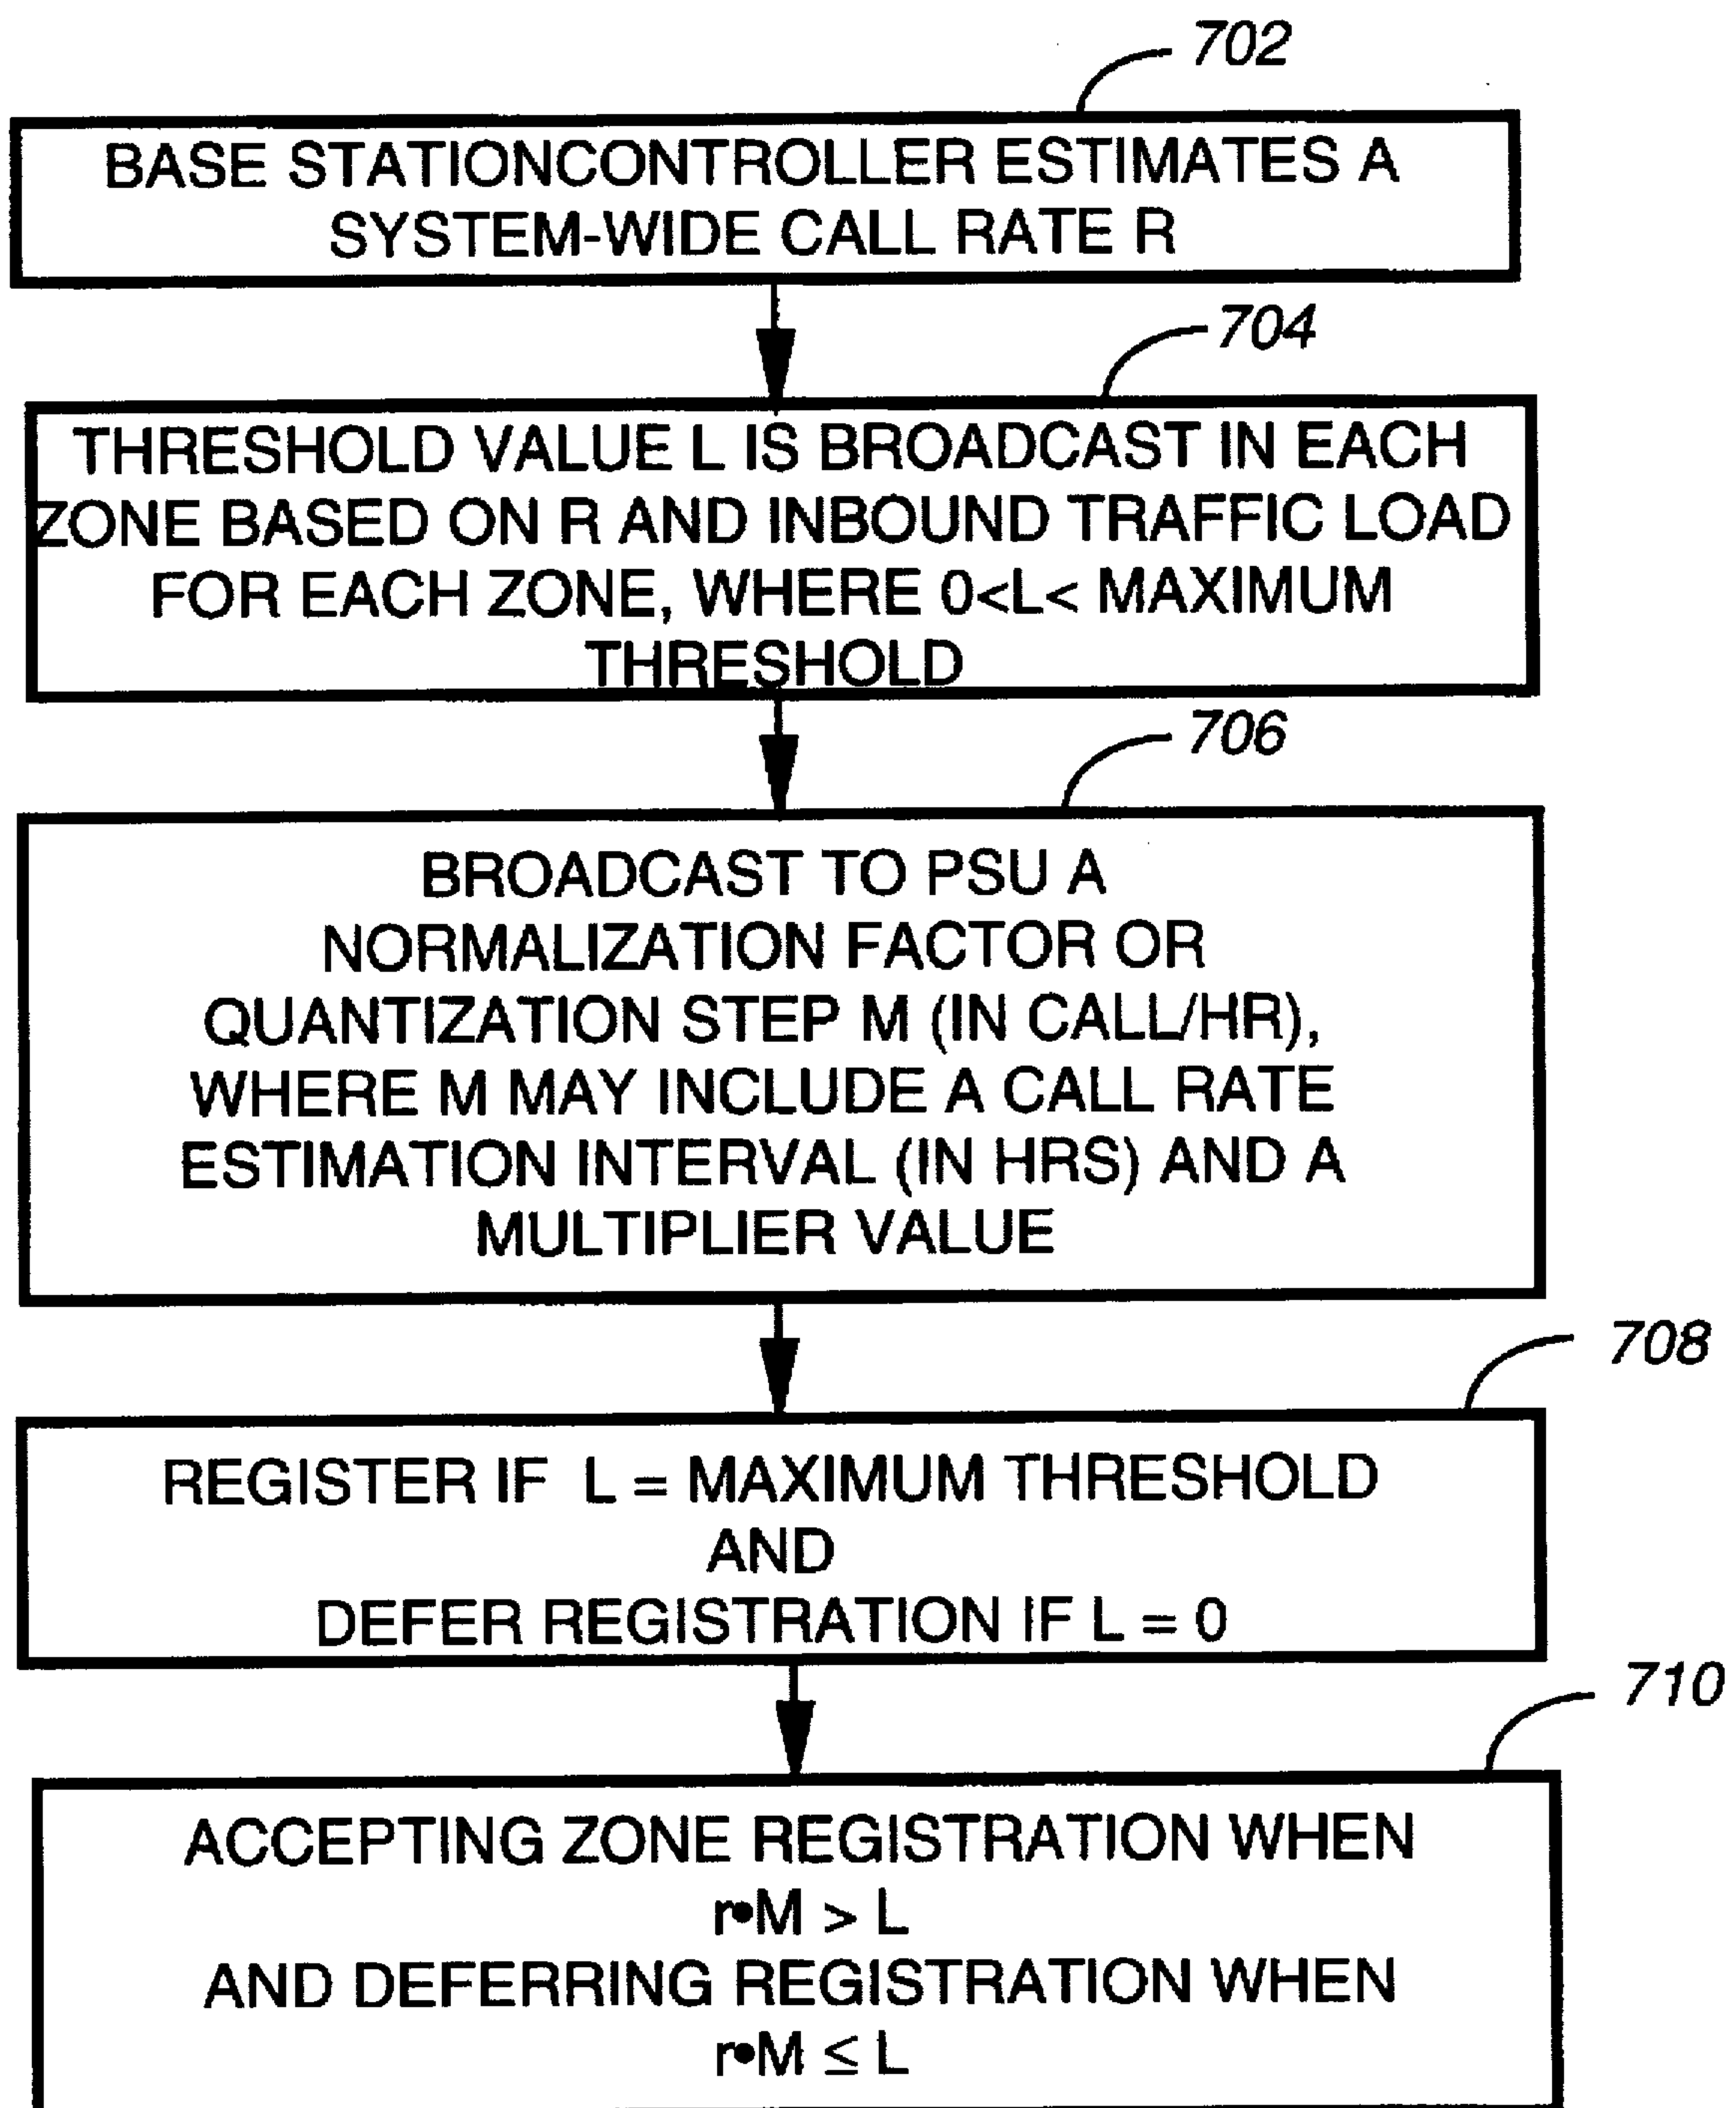 702
BASE STATIONCONTROLLER ESTIMATES A
SYSTEM-WIDE CALL RATE R
704
THRESHOLD VALUE L IS BROADCAST IN EACH
ZONE BASED ON R AND INBOUND TRAFFIC LOAD
FOR EACH ZONE, WHERE 0<L< MAXIMUM
THRESHOLD
706
BROADCAST TO PSU A
NORMALIZATION FACTOR OR
QUANTIZATION STEP M (IN CALL/HR),
WHERE M MAY INCLUDE A CALL RATE
ESTIMATION INTERVAL (IN HRS) AND A
MULTIPLIER VALUE
708
REGISTER IF L = MAXIMUM THRESHOLD
AND
DEFER REGISTRATION IF L = 0
710
ACCEPTING ZONE REGISTRATION WHEN
r•M > L
AND DEFERRING REGISTRATION WHEN
r•M ≤ L